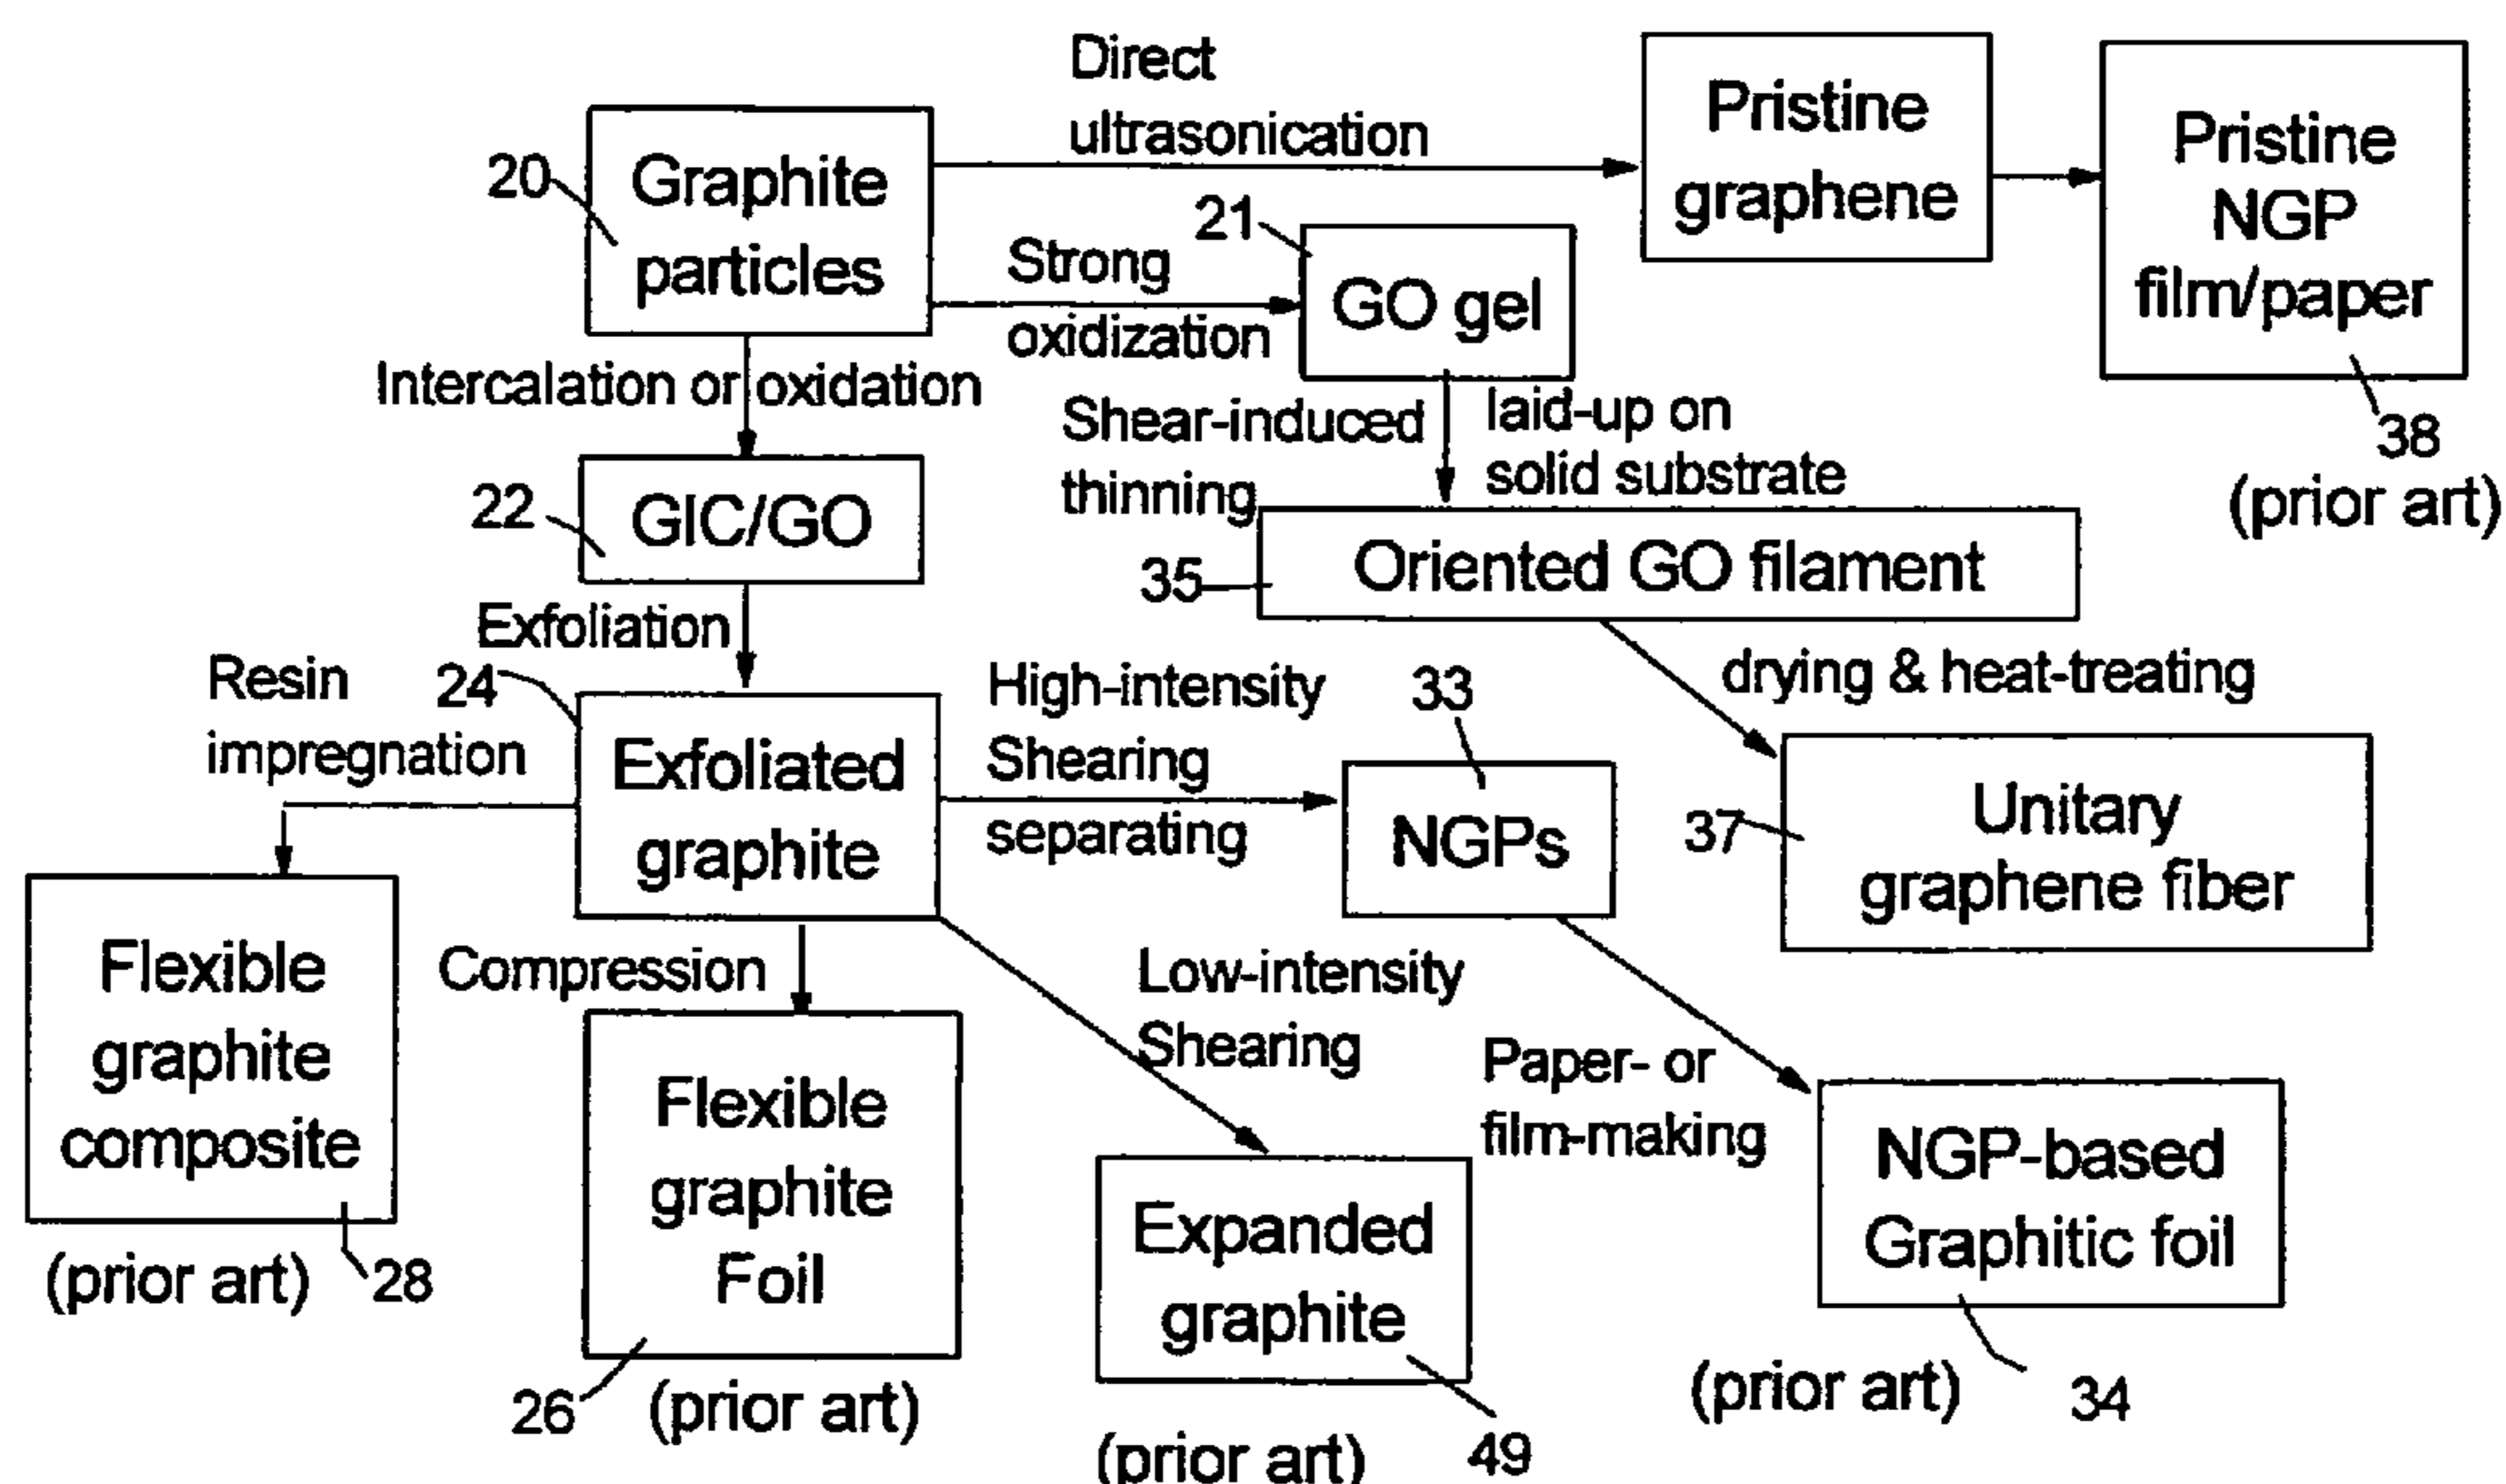 Direct
ultrasonication
Pristine
graphene
Pristine
NGP
film/paper
38
(prior art)
20
Graphite
particles
Strong
oxidization
21
GO gel
Intercalation or oxidation
Shear-induced
thinning
laid-up on
solid substrate
22
GIC/GO
35
Oriented GO filament
Exfoliation
drying & heat-treating
Resin
impregnation
24
Exfoliated
graphite
High-intensity
Shearing
separating
33
NGPs
37
Unitary
graphene fiber
Flexible
graphite
composite
(prior art)
28
Compression
Flexible
graphite
Foil
26
(prior art)
Low-intensity
Shearing
Expanded
graphite
(prior art)
49
Paper- or
film-making
NGP-based
Graphitic foil
(prior art)
34